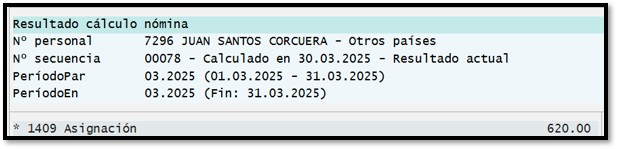 Resultado cálculo nómina
Nº personal 7296 JUAN SANTOS CORCUERA - Otros países
Nº secuencia 00078 - Calculado en 30.03.2025 - Resultado actual
PeríodoPar 03.2025 (01.03.2025 - 31.03.2025)
PeríodoEn 03.2025 (Fin: 31.03.2025)
* 1409 Asignación 620.00